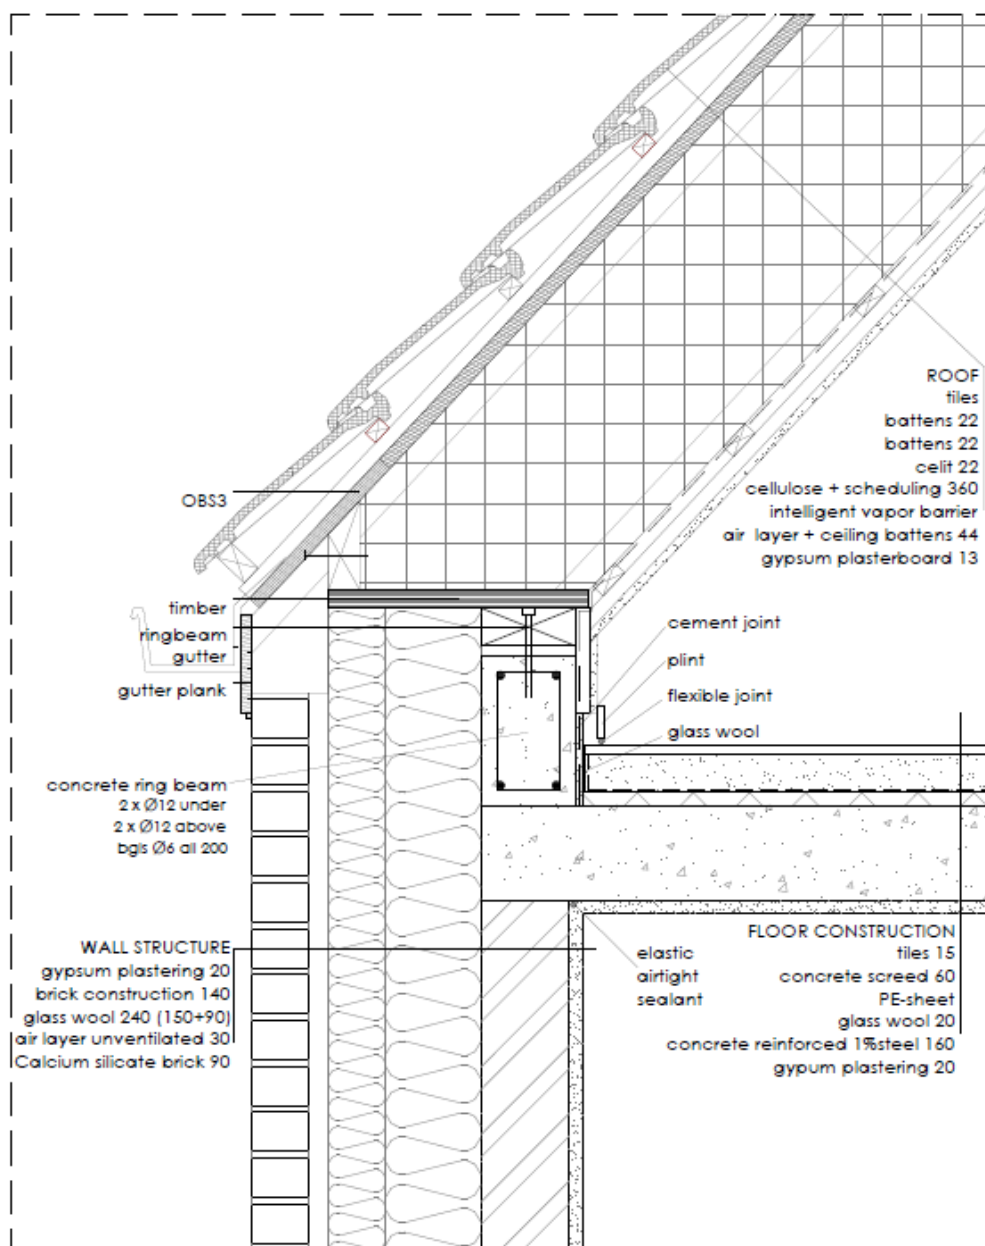 ROOF
tiles
battens 22
battens 22
celit 22
cellulose + scheduling 360
intelligent vapor barrier
air layer + ceiling battens 44
gypsum plasterboard 13
OBS3
timber
ringbeam
gutter
gutter plank
cement joint
plint
flexible joint
glass wool
concrete ring beam
2 x Ø12 under
2 x Ø12 above
bgls Ø6 all 200
WALL STRUCTURE
gypsum plastering 20
brick construction 140
glass wool 240 (150+90)
air layer unventilated 30
Calcium silicate brick 90
elastic
airtight
sealant
FLOOR CONSTRUCTION
tiles 15
concrete screed 60
PE-sheet
glass wool 20
concrete reinforced 1%steel 160
gypum plastering 20